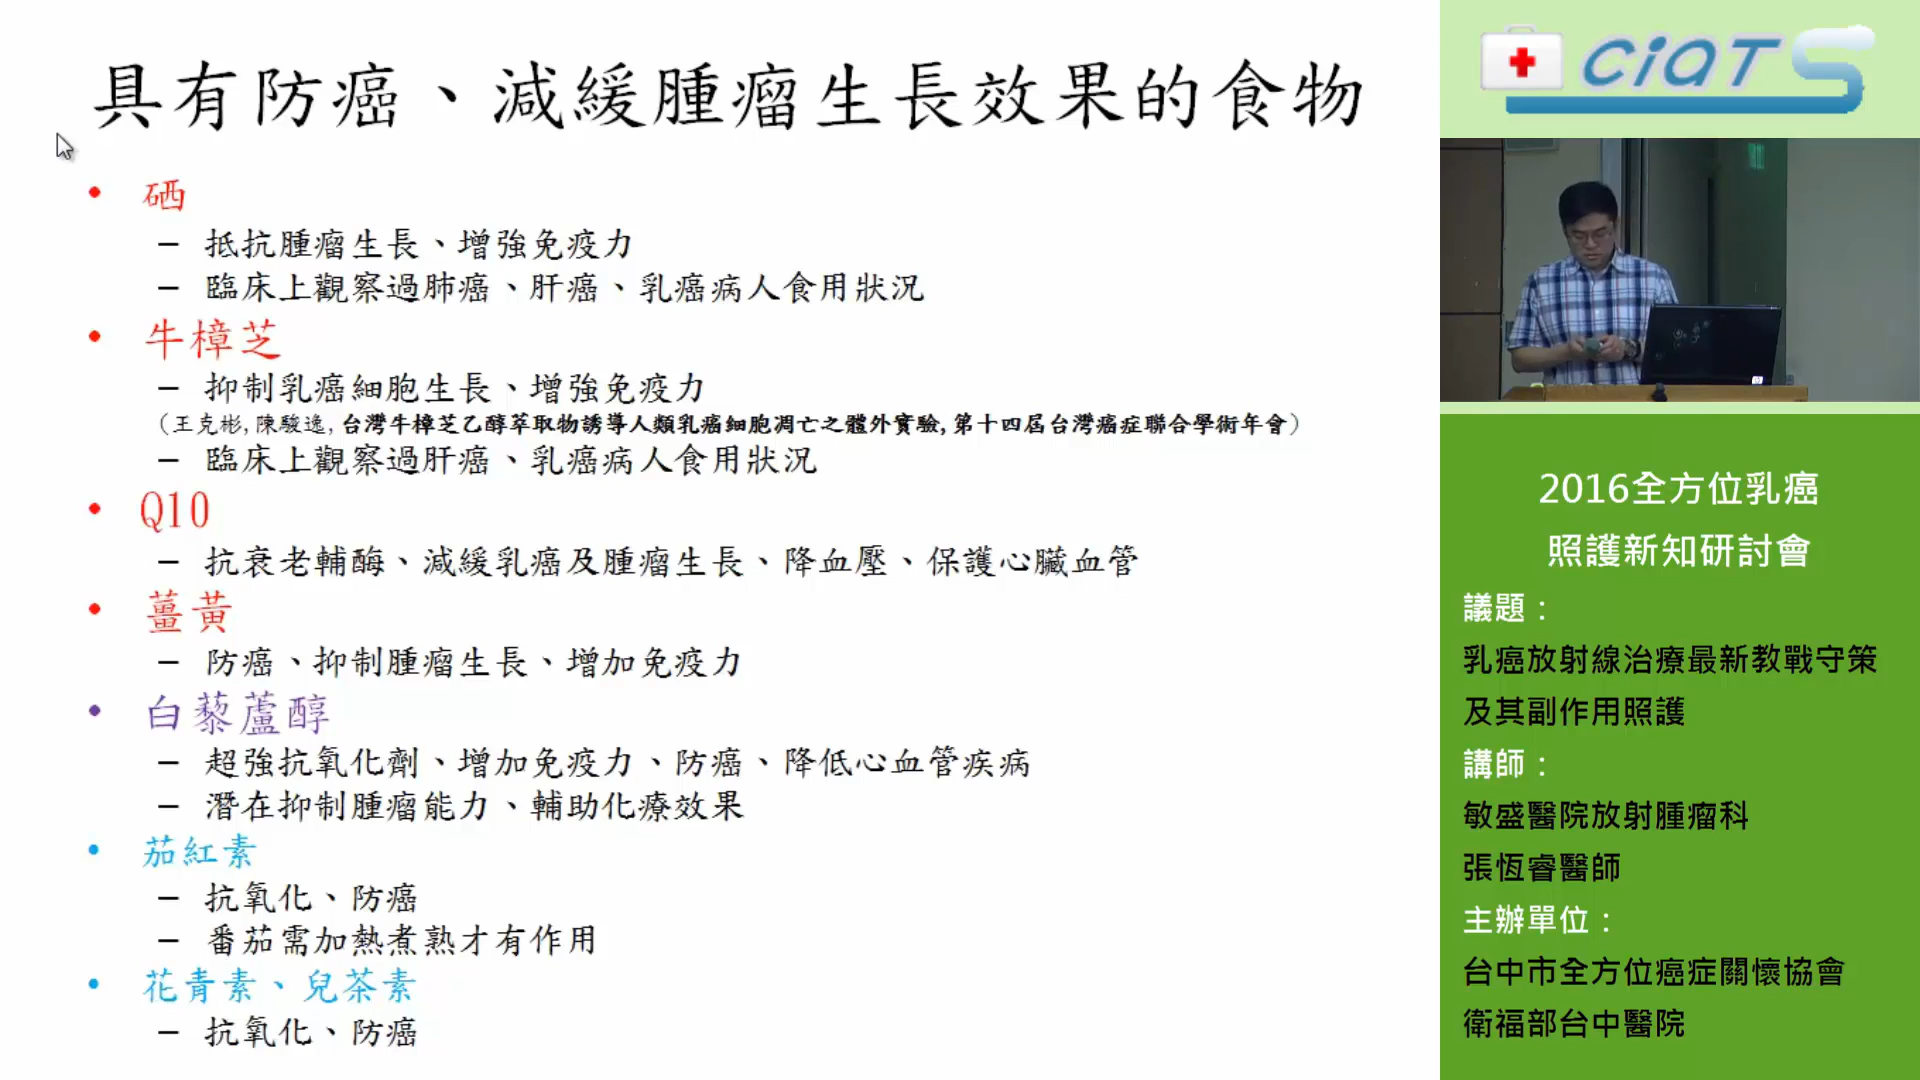 具有防癌、減緩腫瘤生長效果的食物
• 硒
– 抵抗腫瘤生長、增強免疫力
– 臨床上觀察過肺癌、肝癌、乳癌病人食用狀況
• 牛樟芝
– 抑制乳癌細胞生長、增強免疫力
(王克彬, 陳駿逸, 台灣牛樟芝乙醇萃取物誘導人類乳癌細胞凋亡之體外實驗, 第十四屆台灣癌症聯合學術年會)
– 臨床上觀察過肝癌、乳癌病人食用狀況
• Q10
– 抗衰老輔酶、減緩乳癌及腫瘤生長、降血壓、保護心臟血管
• 薑黃
– 防癌、抑制腫瘤生長、增加免疫力
• 白藜蘆醇
– 超強抗氧化劑、增加免疫力、防癌、降低心血管疾病
– 潛在抑制腫瘤能力、輔助化療效果
• 茄紅素
– 抗氧化、防癌
– 番茄需加熱煮熟才有作用
• 花青素、兒茶素
– 抗氧化、防癌
CiaTS
2016全方位乳癌
照護新知研討會
議題：
乳癌放射線治療最新教戰守策
及其副作用照護
講師：
敏盛醫院放射腫瘤科
張恆睿醫師
主辦單位：
台中市全方位癌症關懷協會
衛福部台中醫院